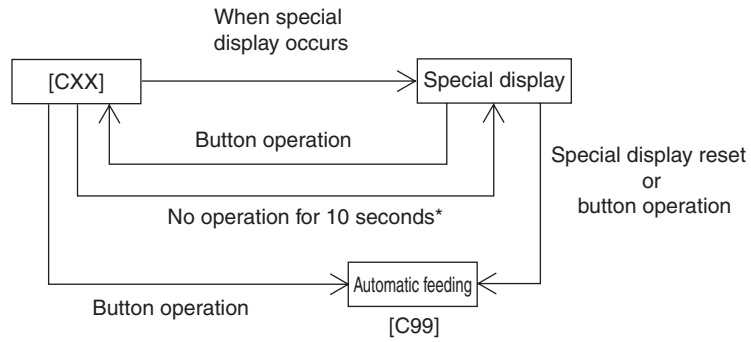 When special
display occurs
[CXX]
Special display
Button operation
Special display reset
or
button operation
No operation for 10 seconds*
Automatic feeding
Button operation
[C99]